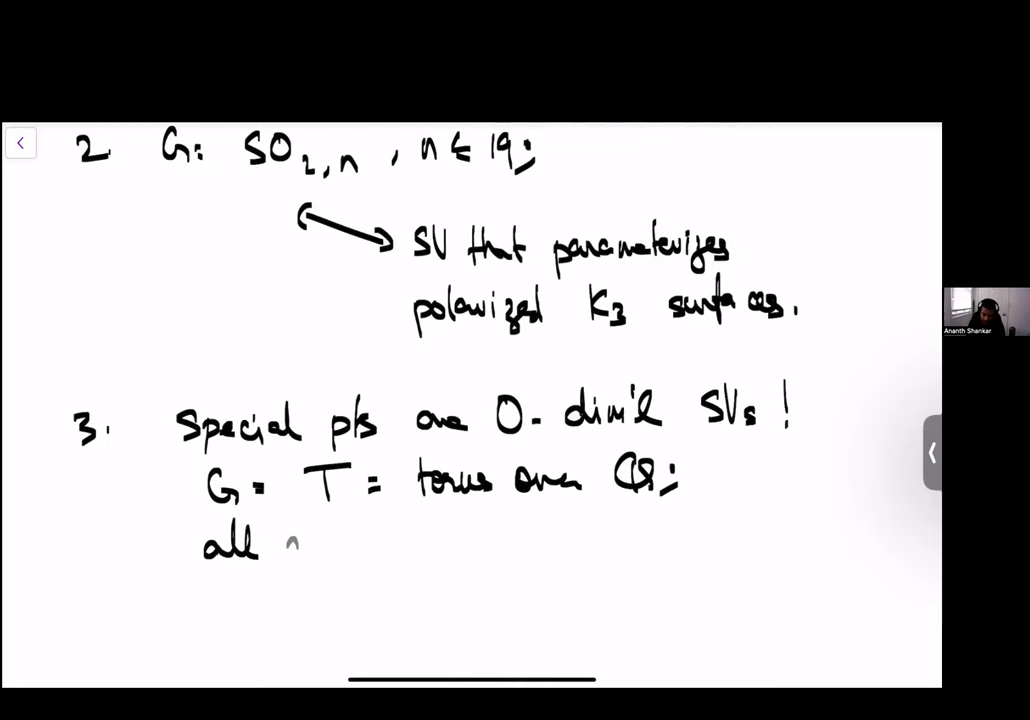 2. G: SO₂,ₙ , n ≤ 19;
SV that parameterizes
polarized K3 surfaces.
3. Special pts are 0-dim'l SVs!
G = T = torus over Q;
all
Ananth Shankar